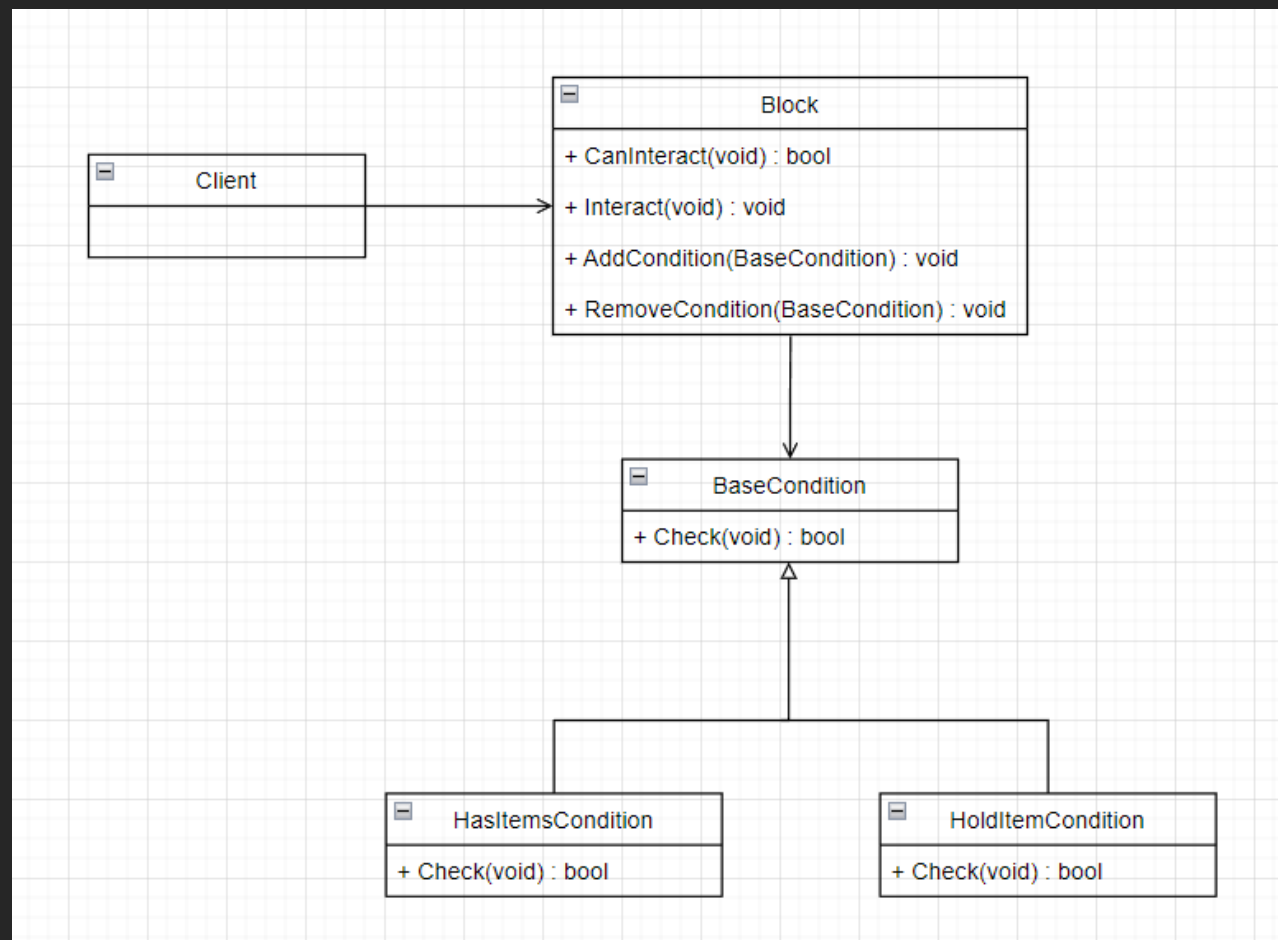 Block
+ CanInteract(void) : bool
Client
+ Interact(void) : void
+ AddCondition(BaseCondition) : void
+ RemoveCondition(BaseCondition) : void
BaseCondition
+ Check(void) : bool
HasItemsCondition
+ Check(void) : bool
HoldItemCondition
+ Check(void) : bool